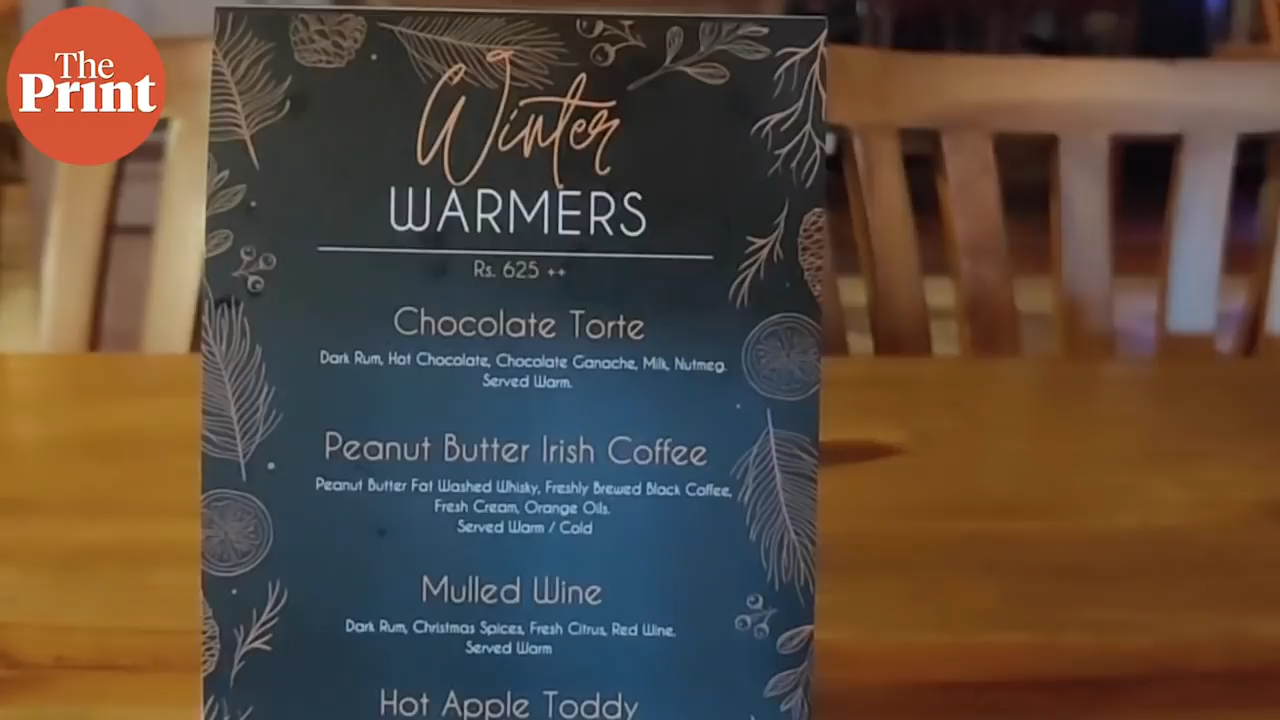 The
Print
Winter
WARMERS
Rs. 625 ++
Chocolate Torte
Dark Rum, Hot Chocolate, Chocolate Ganache, Milk, Nutmeg.
Served Warm.
Peanut Butter Irish Coffee
Peanut Butter Fat Washed Whisky, Freshly Brewed Black Coffee,
Fresh Cream, Orange Oils.
Served Warm / Cold
Mulled Wine
Dark Rum, Christmas Spices, Fresh Citrus, Red Wine.
Served Warm
Hot Apple Toddy